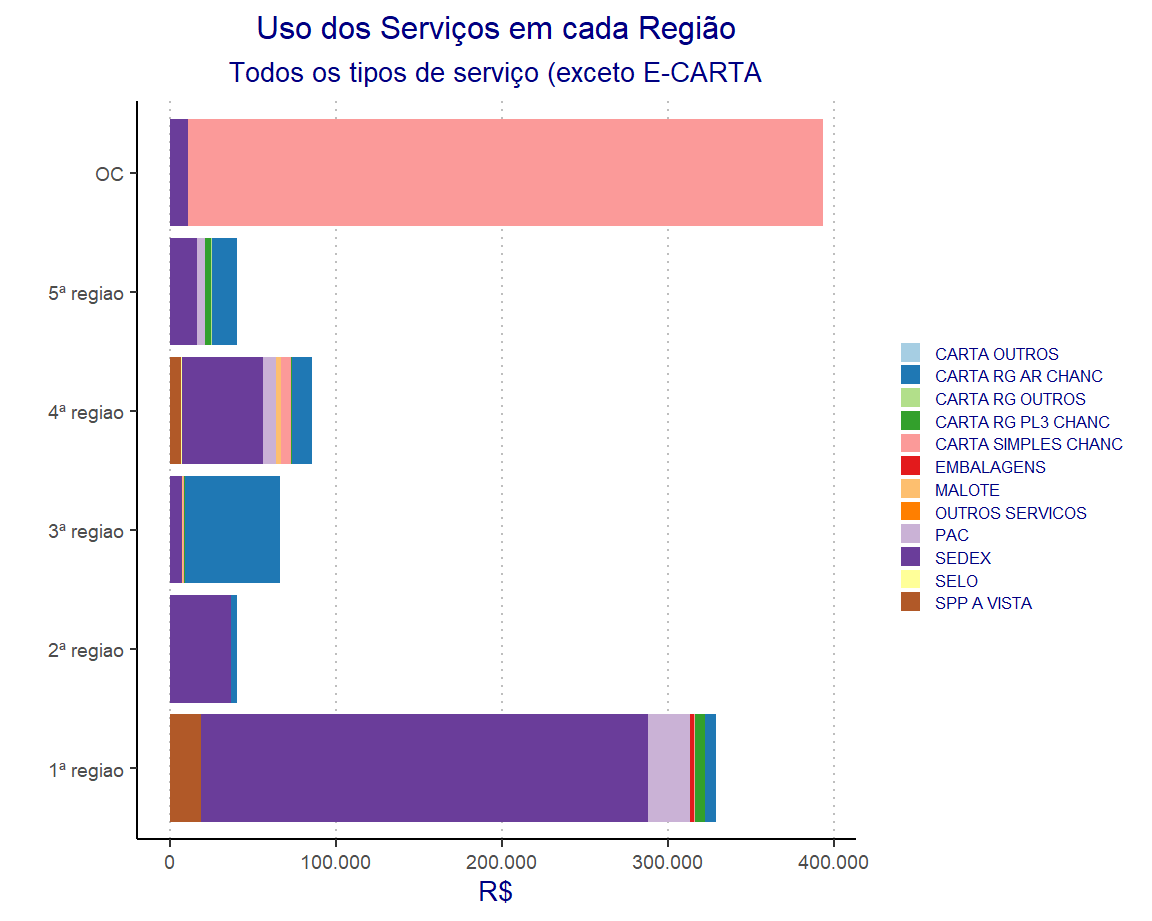 Uso dos Serviços em cada Região
Todos os tipos de serviço (exceto E-CARTA
OC
5ª regiao
4ª regiao
3ª regiao
2ª regiao
1ª regiao
0
100.000
200.000
300.000
400.000
R$
CARTA OUTROS
CARTA RG AR CHANC
CARTA RG OUTROS
CARTA RG PL3 CHANC
CARTA SIMPLES CHANC
EMBALAGENS
MALOTE
OUTROS SERVICOS
PAC
SEDEX
SELO
SPP A VISTA